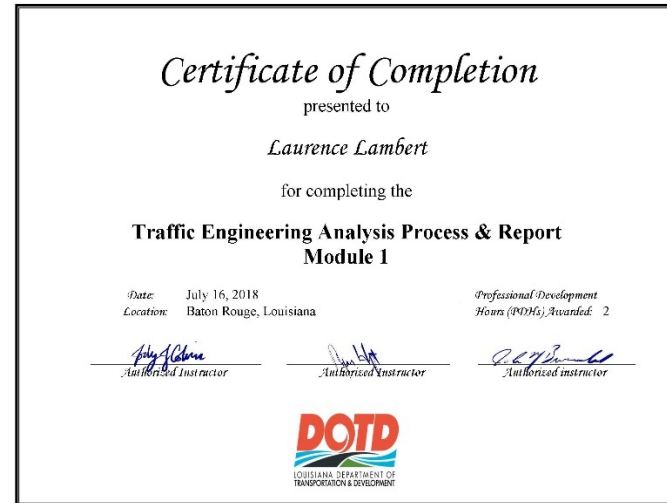 Certificate of Completion
presented to
Laurence Lambert
for completing the
Traffic Engineering Analysis Process & Report
Module 1
Date: July 16, 2018
Location: Baton Rouge, Louisiana
Professional Development
Hours (PDHs) Awarded: 2
Authorized Instructor
Authorized Instructor
Authorized instructor
DOTD
LOUISIANA DEPARTMENT OF
TRANSPORTATION & DEVELOPMENT